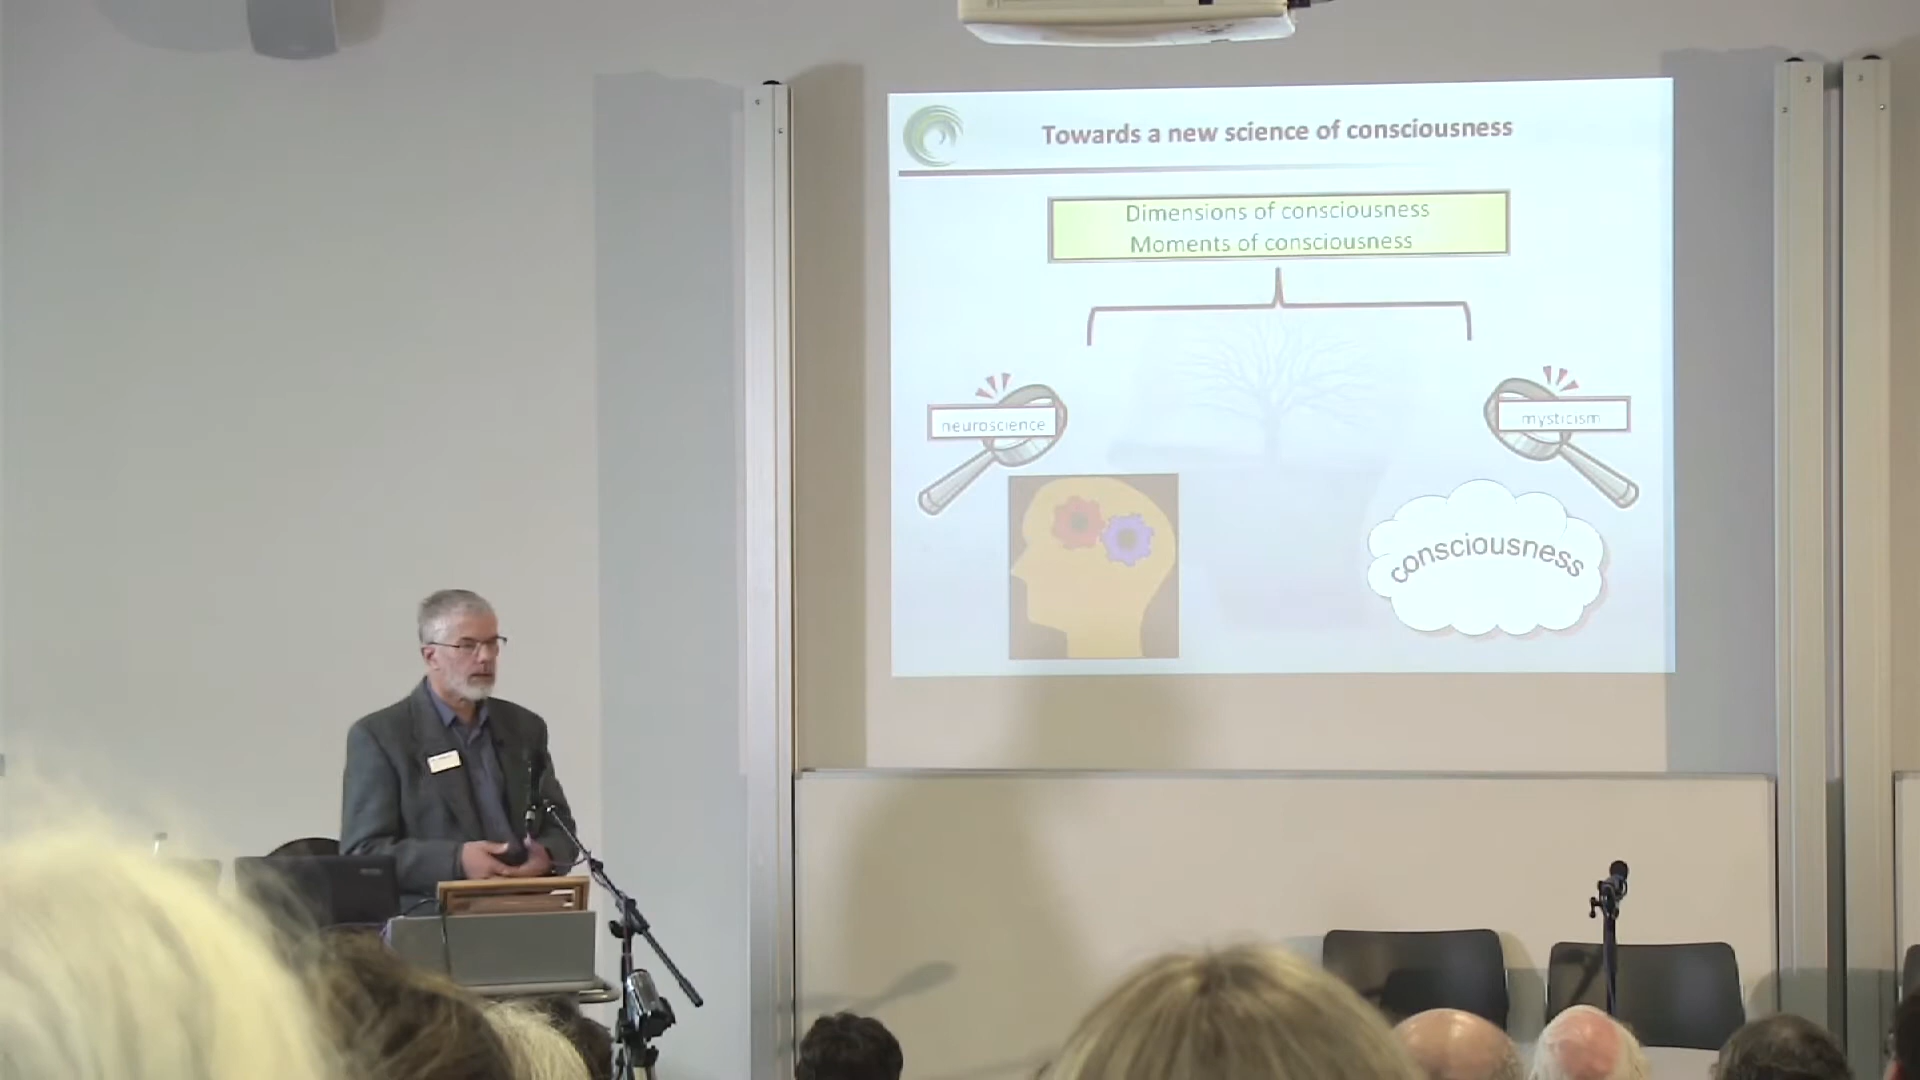 Towards a new science of consciousness
Dimensions of consciousness
Moments of consciousness
neuroscience
mysticism
consciousness